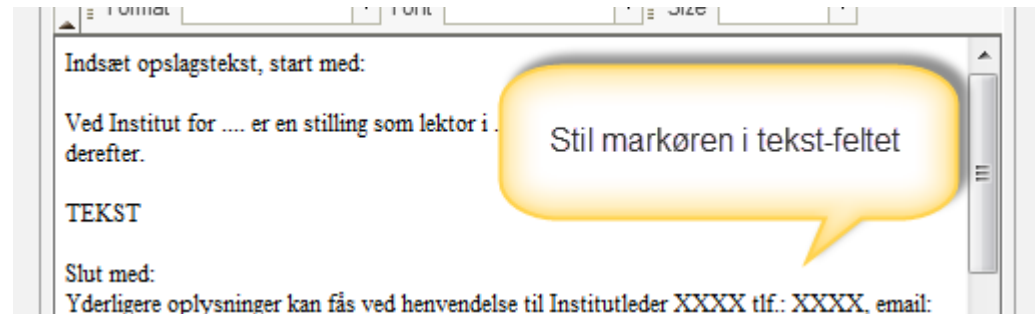 Format Font Size
Indsæt opslagstekst, start med:
Ved Institut for .... er en stilling som lektor i .
derefter.
Stil markøren i tekst-feltet
TEKST
Slut med:
Yderligere oplysninger kan fås ved henvendelse til Institutleder XXXX tlf.: XXXX, email: